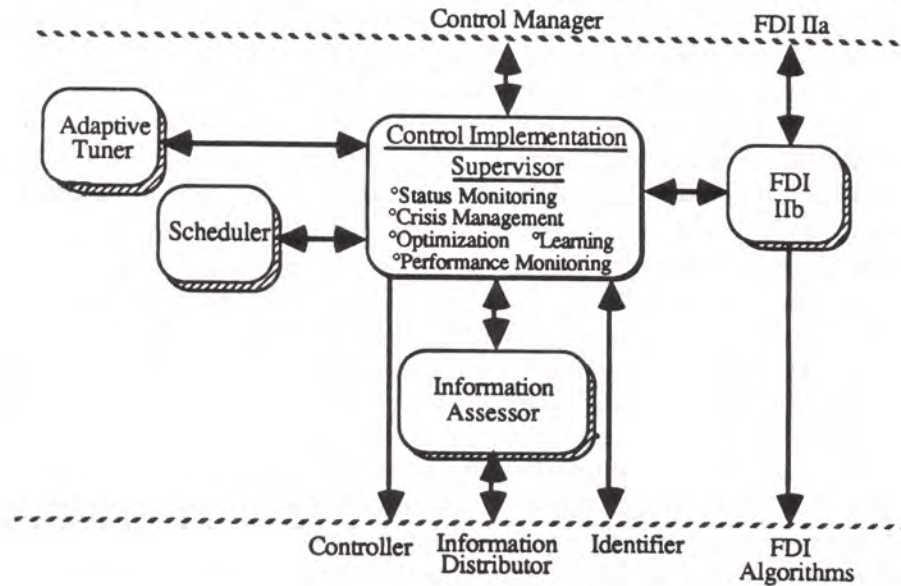 Control Manager
FDI IIa
Adaptive
Tuner
Control Implementation
Supervisor
°Status Monitoring
°Crisis Management
°Optimization °Learning
°Performance Monitoring
FDI
IIb
Scheduler
Information
Assessor
Controller
Information
Distributor
Identifier
FDI
Algorithms